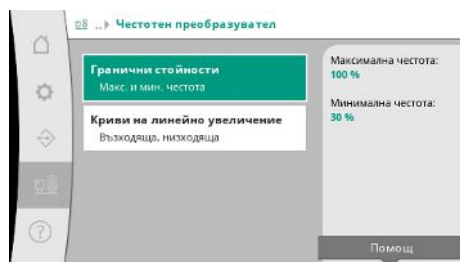 ..▸ Честотен преобразувател
Гранични стойности
Макс. и мин. честота
Криви на линейно увеличение
Възходяща, низходяща
Максимална честота:
100 %
Минимална честота:
30 %
?
Помощ